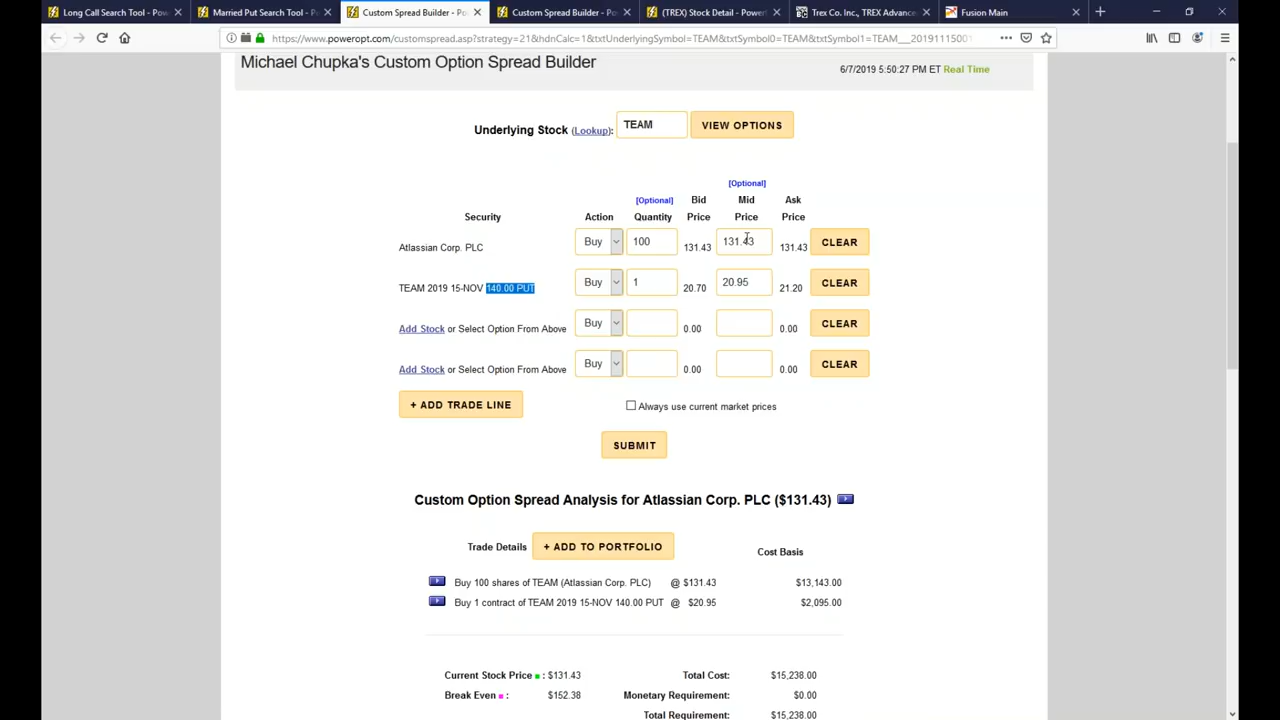 Long Call Search Tool - Pow
Married Put Search Tool - P
Custom Spread Builder - Po
Custom Spread Builder - Po
(TREX) Stock Detail - PowerO
Trex Co. Inc., TREX Advance
Fusion Main
https://www.poweropt.com/customspread.asp?strategy=21&hdnCalc=1&txtUnderlyingSymbol=TEAM&txtSymbol0=TEAM&txtSymbol1=TEAM__2019111500
Michael Chupka's Custom Option Spread Builder
6/7/2019 5:50:27 PM ET Real Time
Underlying Stock (Lookup): TEAM VIEW OPTIONS
[Optional]
[Optional] Bid Mid Ask
Security Action Quantity Price Price Price
Atlassian Corp. PLC Buy 100 131.43 131.43 131.43 CLEAR
TEAM 2019 15-NOV 140.00 PUT Buy 1 20.70 20.95 21.20 CLEAR
Add Stock or Select Option From Above Buy 0.00 0.00 CLEAR
Add Stock or Select Option From Above Buy 0.00 0.00 CLEAR
+ ADD TRADE LINE Always use current market prices
SUBMIT
Custom Option Spread Analysis for Atlassian Corp. PLC ($131.43)
Trade Details + ADD TO PORTFOLIO Cost Basis
Buy 100 shares of TEAM (Atlassian Corp. PLC) @ $131.43 $13,143.00
Buy 1 contract of TEAM 2019 15-NOV 140.00 PUT @ $20.95 $2,095.00
Current Stock Price : $131.43 Total Cost: $15,238.00
Break Even : $152.38 Monetary Requirement: $0.00
Total Requirement: $15,238.00